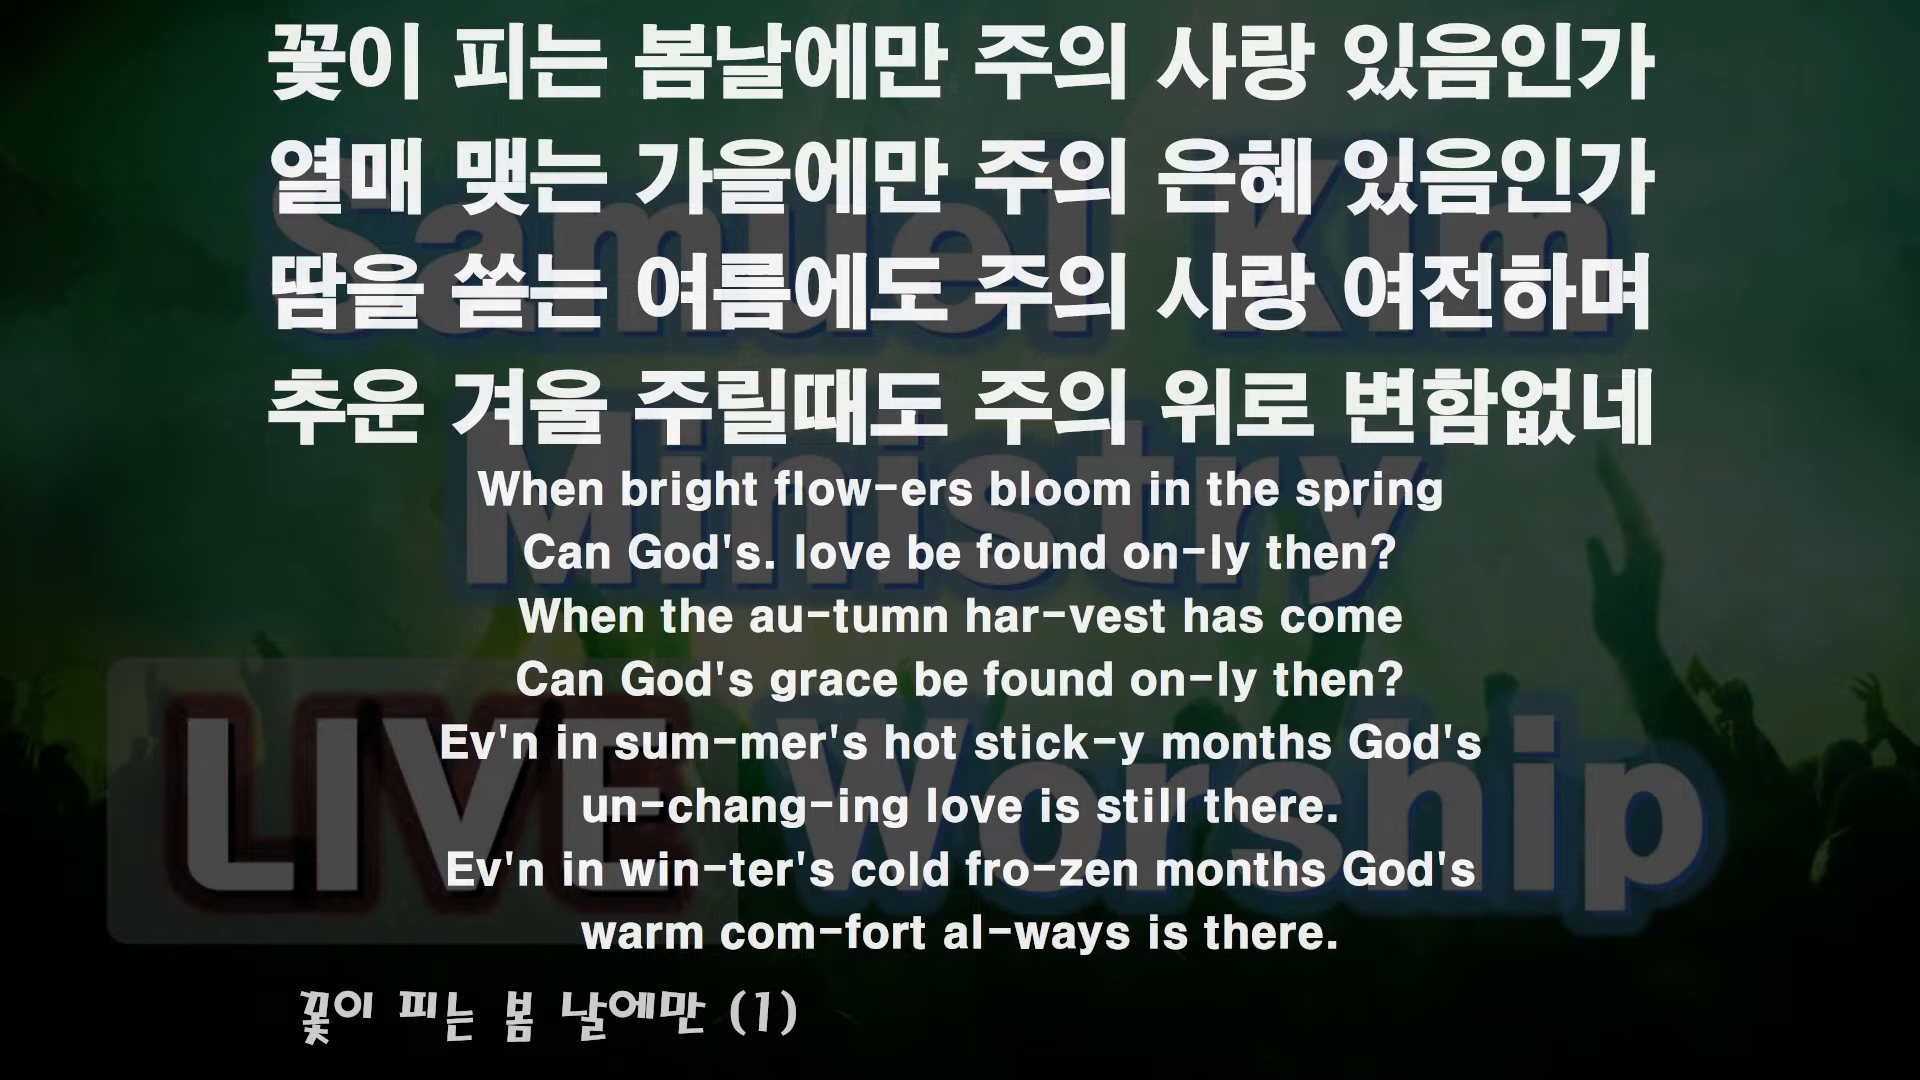 꽃이 피는 봄날에만 주의 사랑 있음인가
열매 맺는 가을에만 주의 은혜 있음인가
땀을 쏟는 여름에도 주의 사랑 여전하며
추운 겨울 주릴때도 주의 위로 변함없네
When bright flow-ers bloom in the spring
Can God's. love be found on-ly then?
When the au-tumn har-vest has come
Can God's grace be found on-ly then?
Ev'n in sum-mer's hot stick-y months God's
un-chang-ing love is still there.
Ev'n in win-ter's cold fro-zen months God's
warm com-fort al-ways is there.
꽃이 피는 봄 날에만 (1)
Samuel Kim
Ministry
LIVE Worship